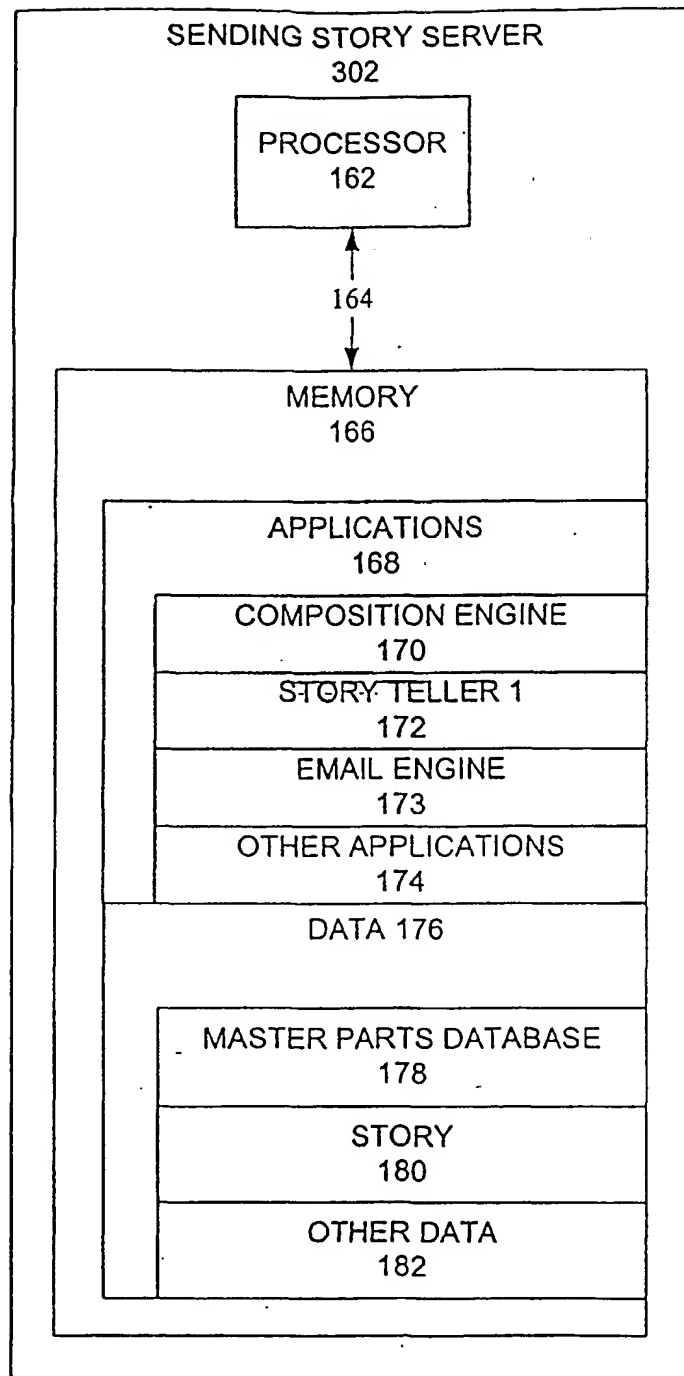 SENDING STORY SERVER
302
PROCESSOR
162
164
MEMORY
166
APPLICATIONS
168
COMPOSITION ENGINE
170
STORY TELLER 1
172
EMAIL ENGINE
173
OTHER APPLICATIONS
174
DATA 176
MASTER PARTS DATABASE
178
STORY
180
OTHER DATA
182